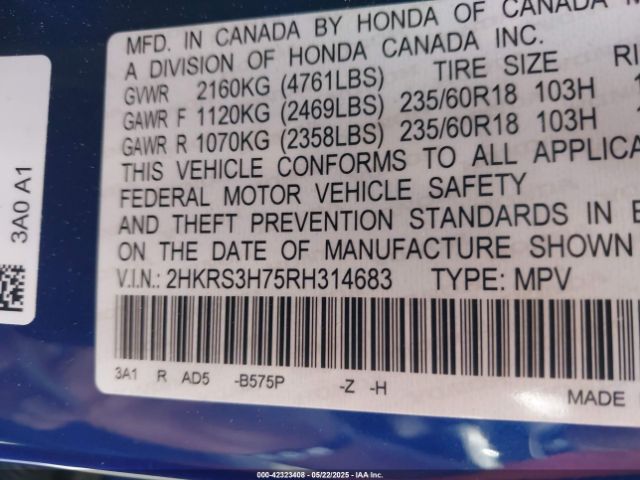 MFD. IN CANADA BY HONDA OF CANADA
A DIVISION OF HONDA CANADA INC.
GVWR 2160KG (4761LBS) TIRE SIZE RI
GAWR F 1120KG (2469LBS) 235/60R18 103H 1
GAWR R 1070KG (2358LBS) 235/60R18 103H 1
THIS VEHICLE CONFORMS TO ALL APPLICA
FEDERAL MOTOR VEHICLE SAFETY
AND THEFT PREVENTION STANDARDS IN E
ON THE DATE OF MANUFACTURE SHOWN
V.I.N.: 2HKRS3H75RH314683 TYPE: MPV
3A1 R AD5 -B575P -Z -H
MADE
3A0 A1
000-42323408 - 05/22/2025 - IAA Inc.